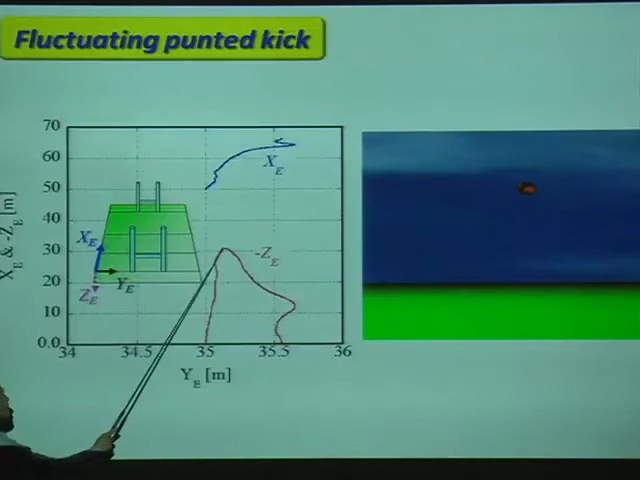 Fluctuating punted kick
70
60
50
40
30
20
10
0.0
34
34.5
35
35.5
36
X_E & -Z_E [m]
Y_E [m]
X_E
-Z_E
X_E
Y_E
Z_E